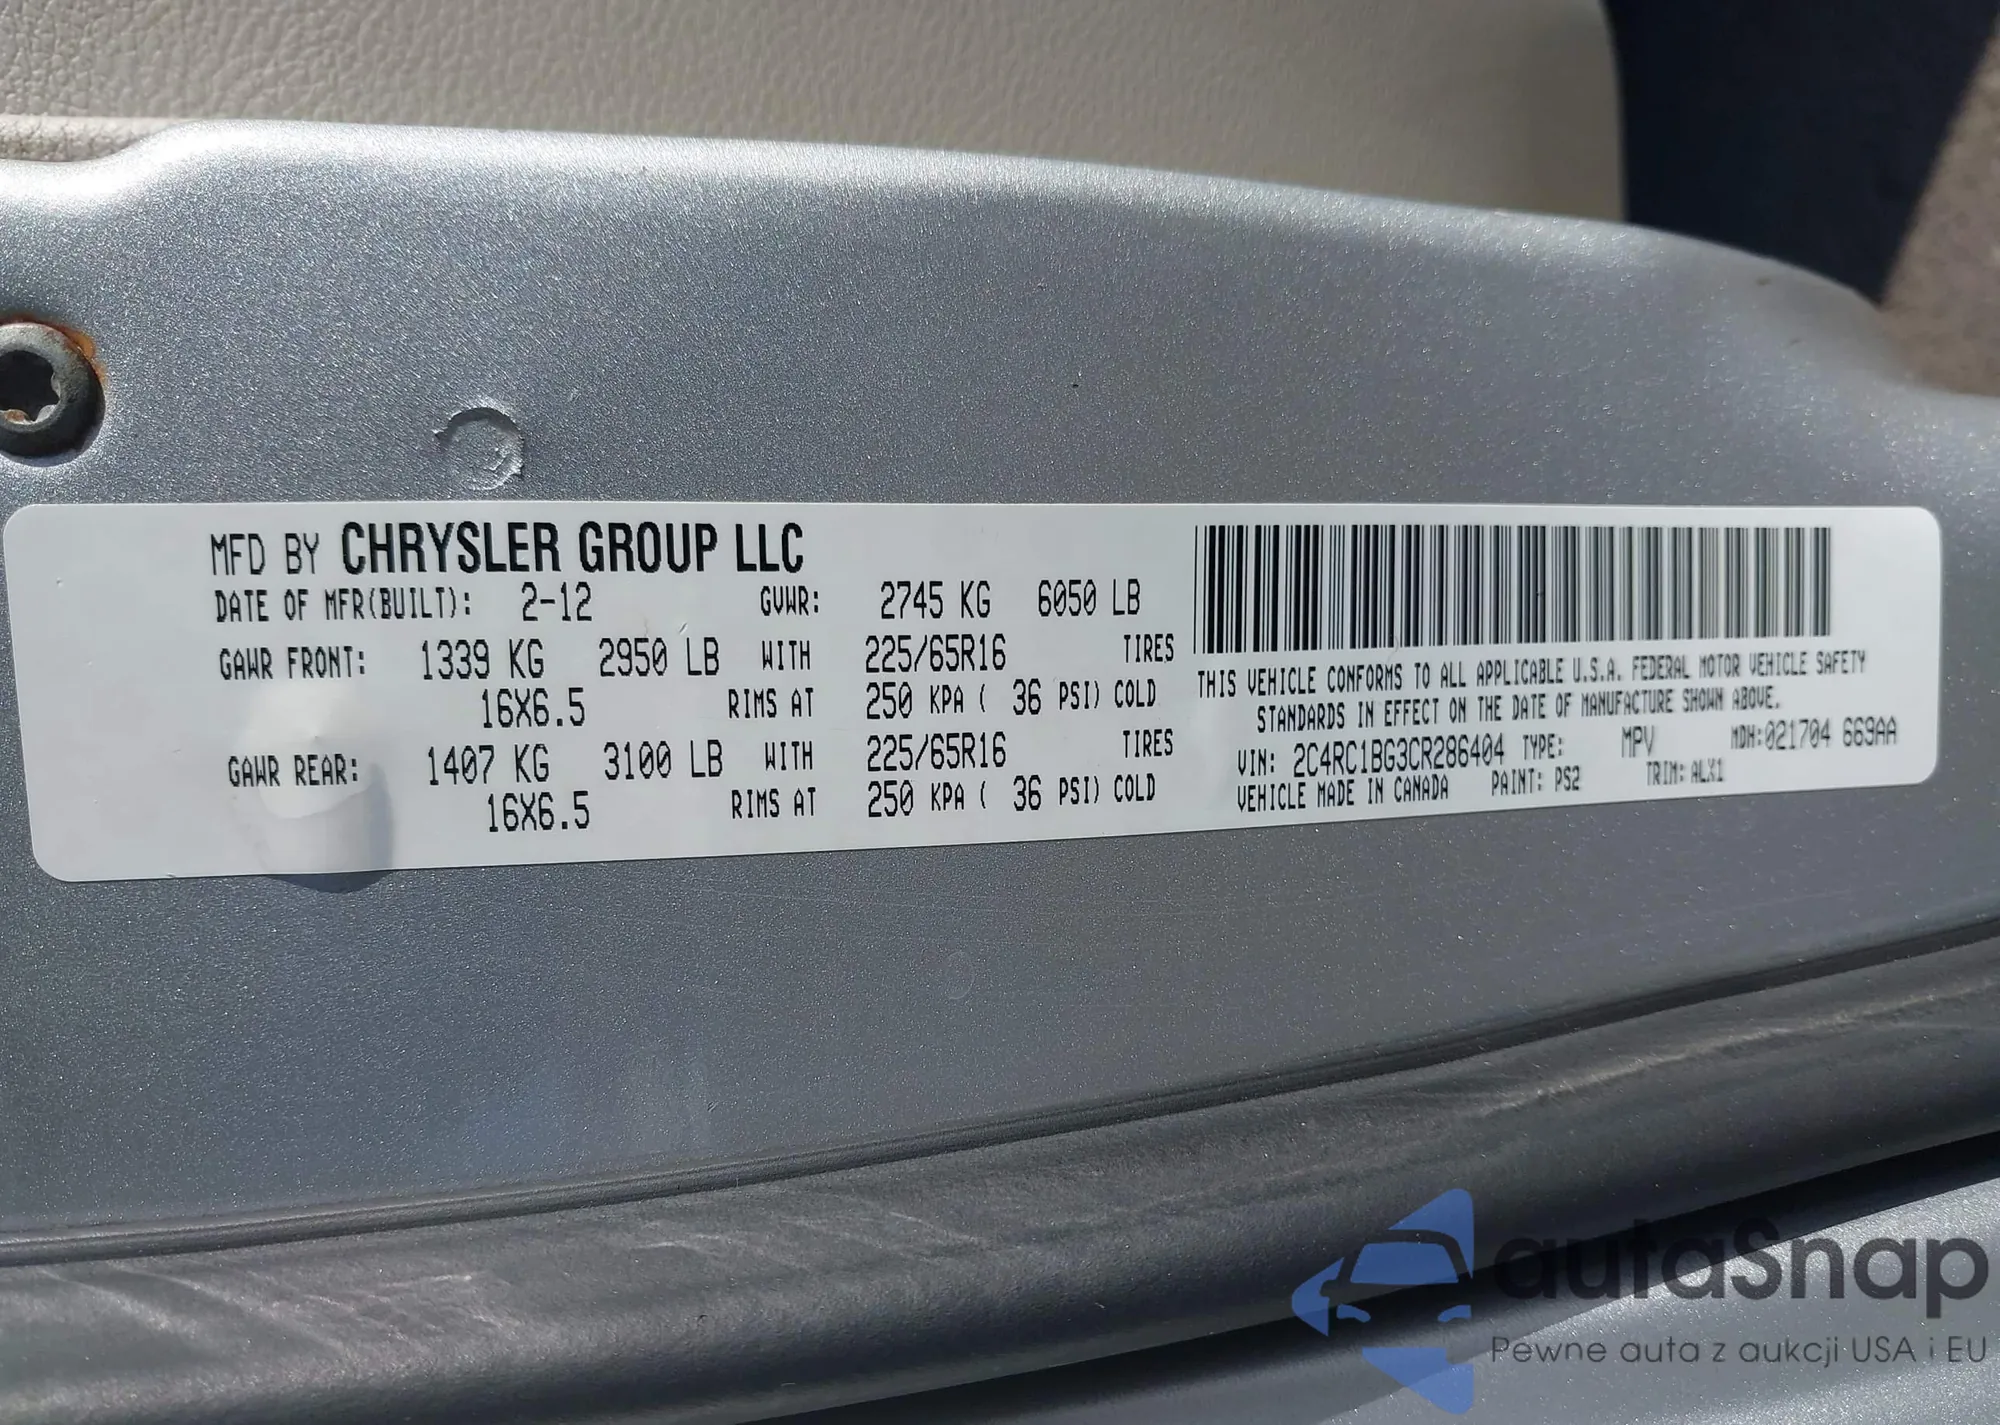 MFD BY CHRYSLER GROUP LLC
DATE OF MFR(BUILT): 2-12 GVWR: 2745 KG 6050 LB
GAWR FRONT: 1339 KG 2950 LB WITH 225/65R16 TIRES
16X6.5 RIMS AT 250 KPA ( 36 PSI) COLD
GAWR REAR: 1407 KG 3100 LB WITH 225/65R16 TIRES
16X6.5 RIMS AT 250 KPA ( 36 PSI) COLD
THIS VEHICLE CONFORMS TO ALL APPLICABLE U.S.A. FEDERAL MOTOR VEHICLE SAFETY
STANDARDS IN EFFECT ON THE DATE OF MANUFACTURE SHOWN ABOVE.
VIN: 2C4RC1BG3CR286404 TYPE: MPV MDH:021704 669AA
VEHICLE MADE IN CANADA PAINT: PS2 TRIM: ALX1
autaSnap
Pewne auta z aukcji USA i EU